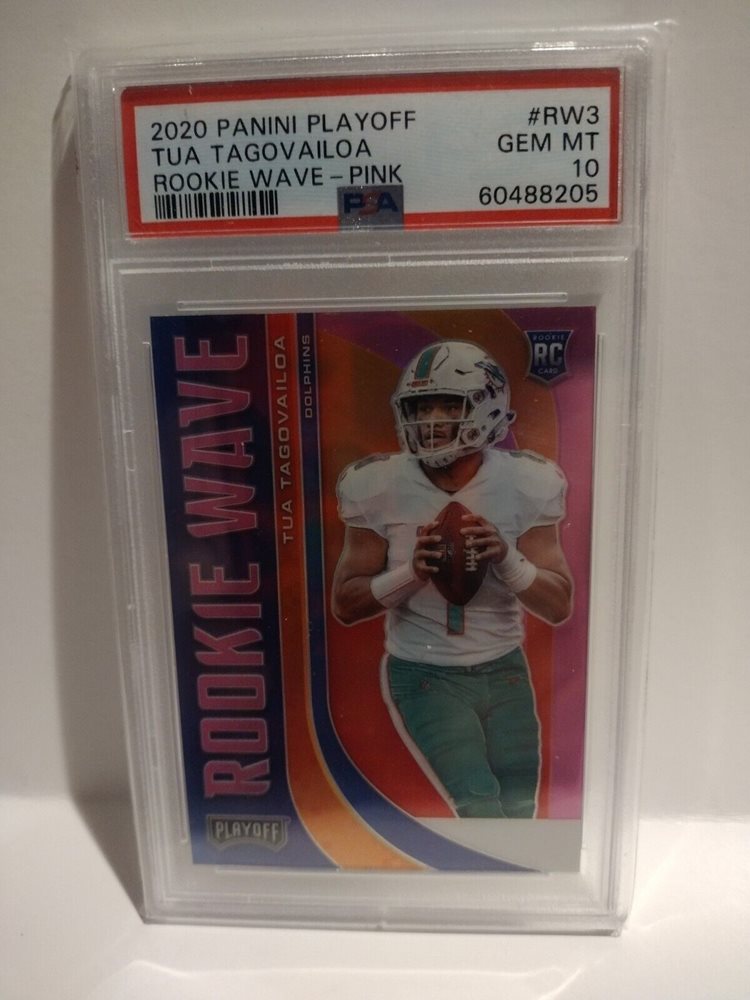 2020 PANINI PLAYOFF #RW3
TUA TAGOVAILOA GEM MT
ROOKIE WAVE – PINK 10
PSA 60488205
ROOKIE WAVE
TUA TAGOVAILOA
DOLPHINS
ROOKIE
RC
CARD
1
PLAYOFF